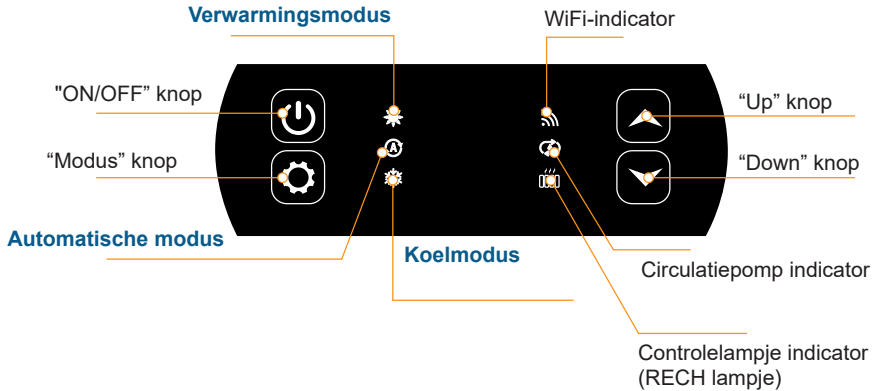 Verwarmingsmodus
WiFi-indicator
"ON/OFF” knop
“Up” knop
“Modus” knop
“Down” knop
A
Automatische modus
Koelmodus
Circulatiepomp indicator
Controlelampje indicator
(RECH lampje)